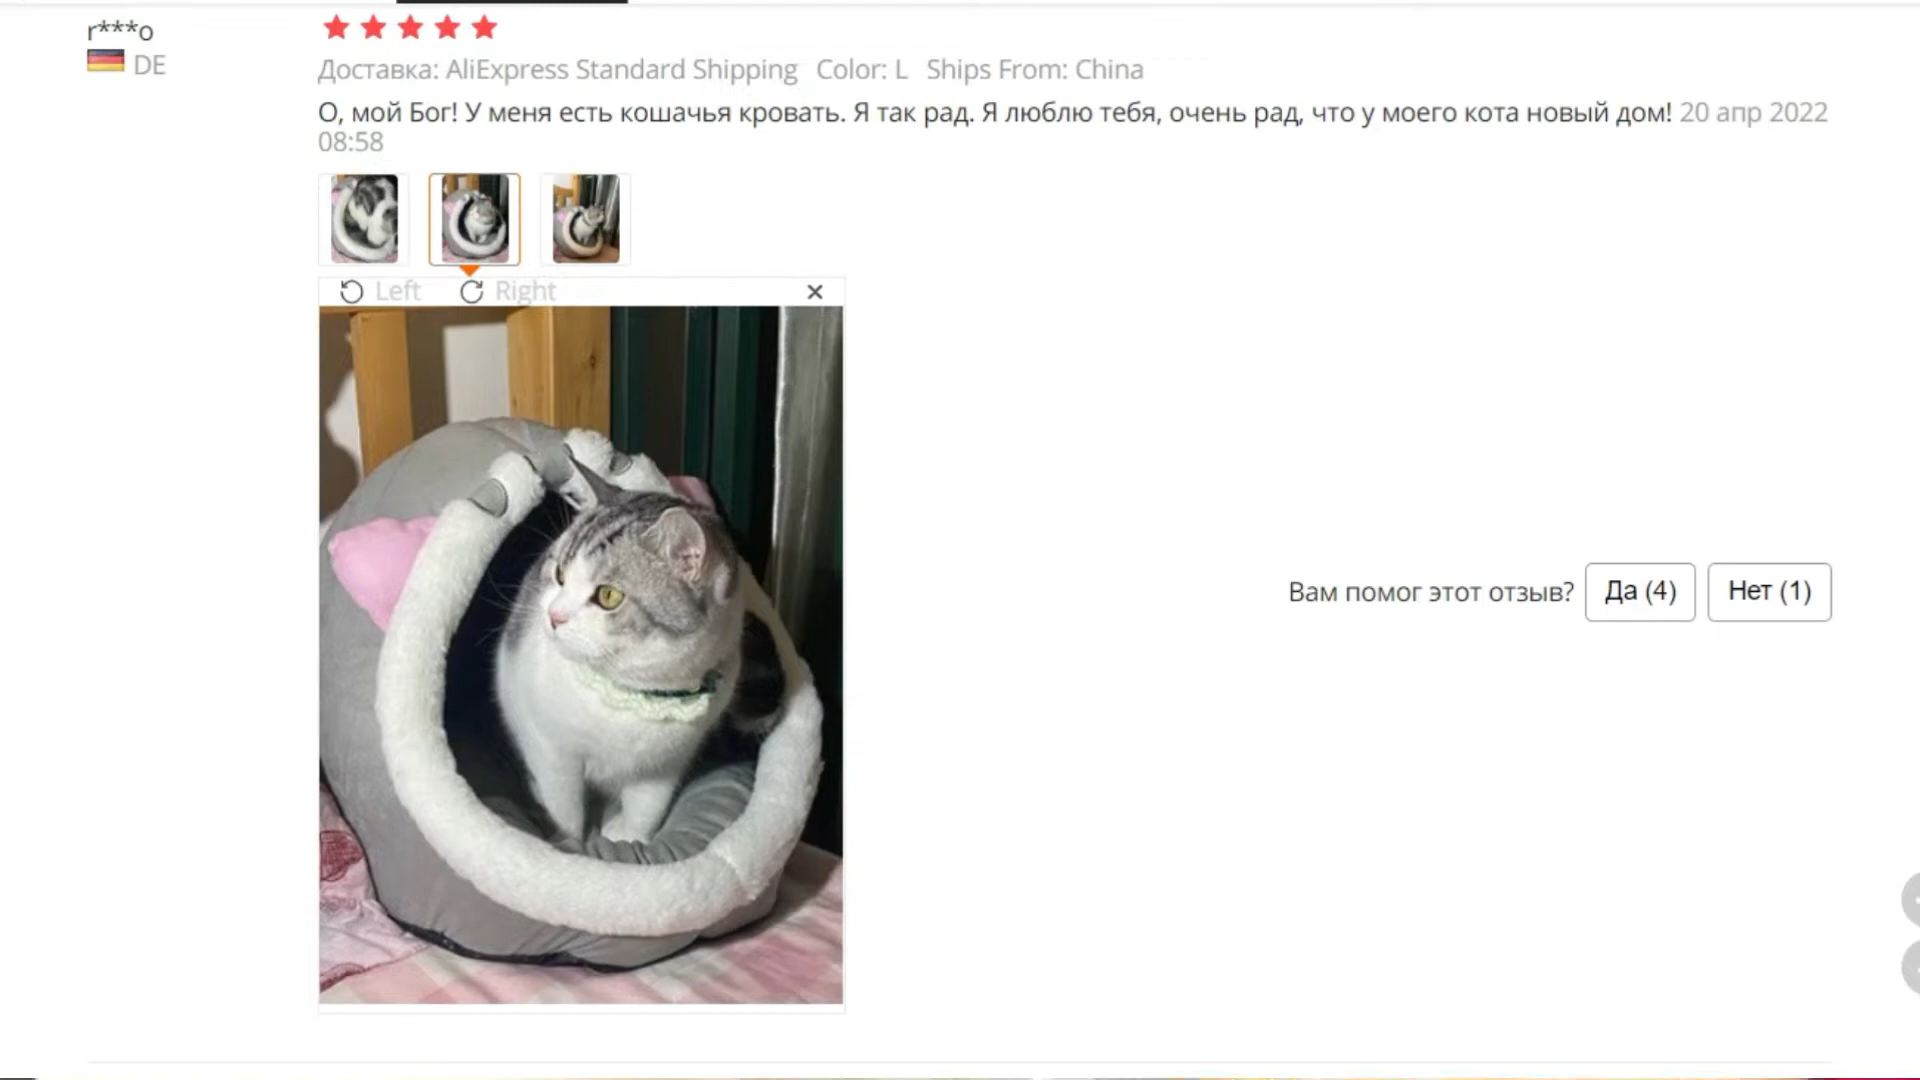 r***o
DE
Доставка: AliExpress Standard Shipping Color: L Ships From: China
О, мой Бог! У меня есть кошачья кровать. Я так рад. Я люблю тебя, очень рад, что у моего кота новый дом! 20 апр 2022
08:58
Left Right
Вам помог этот отзыв? Да (4) Нет (1)